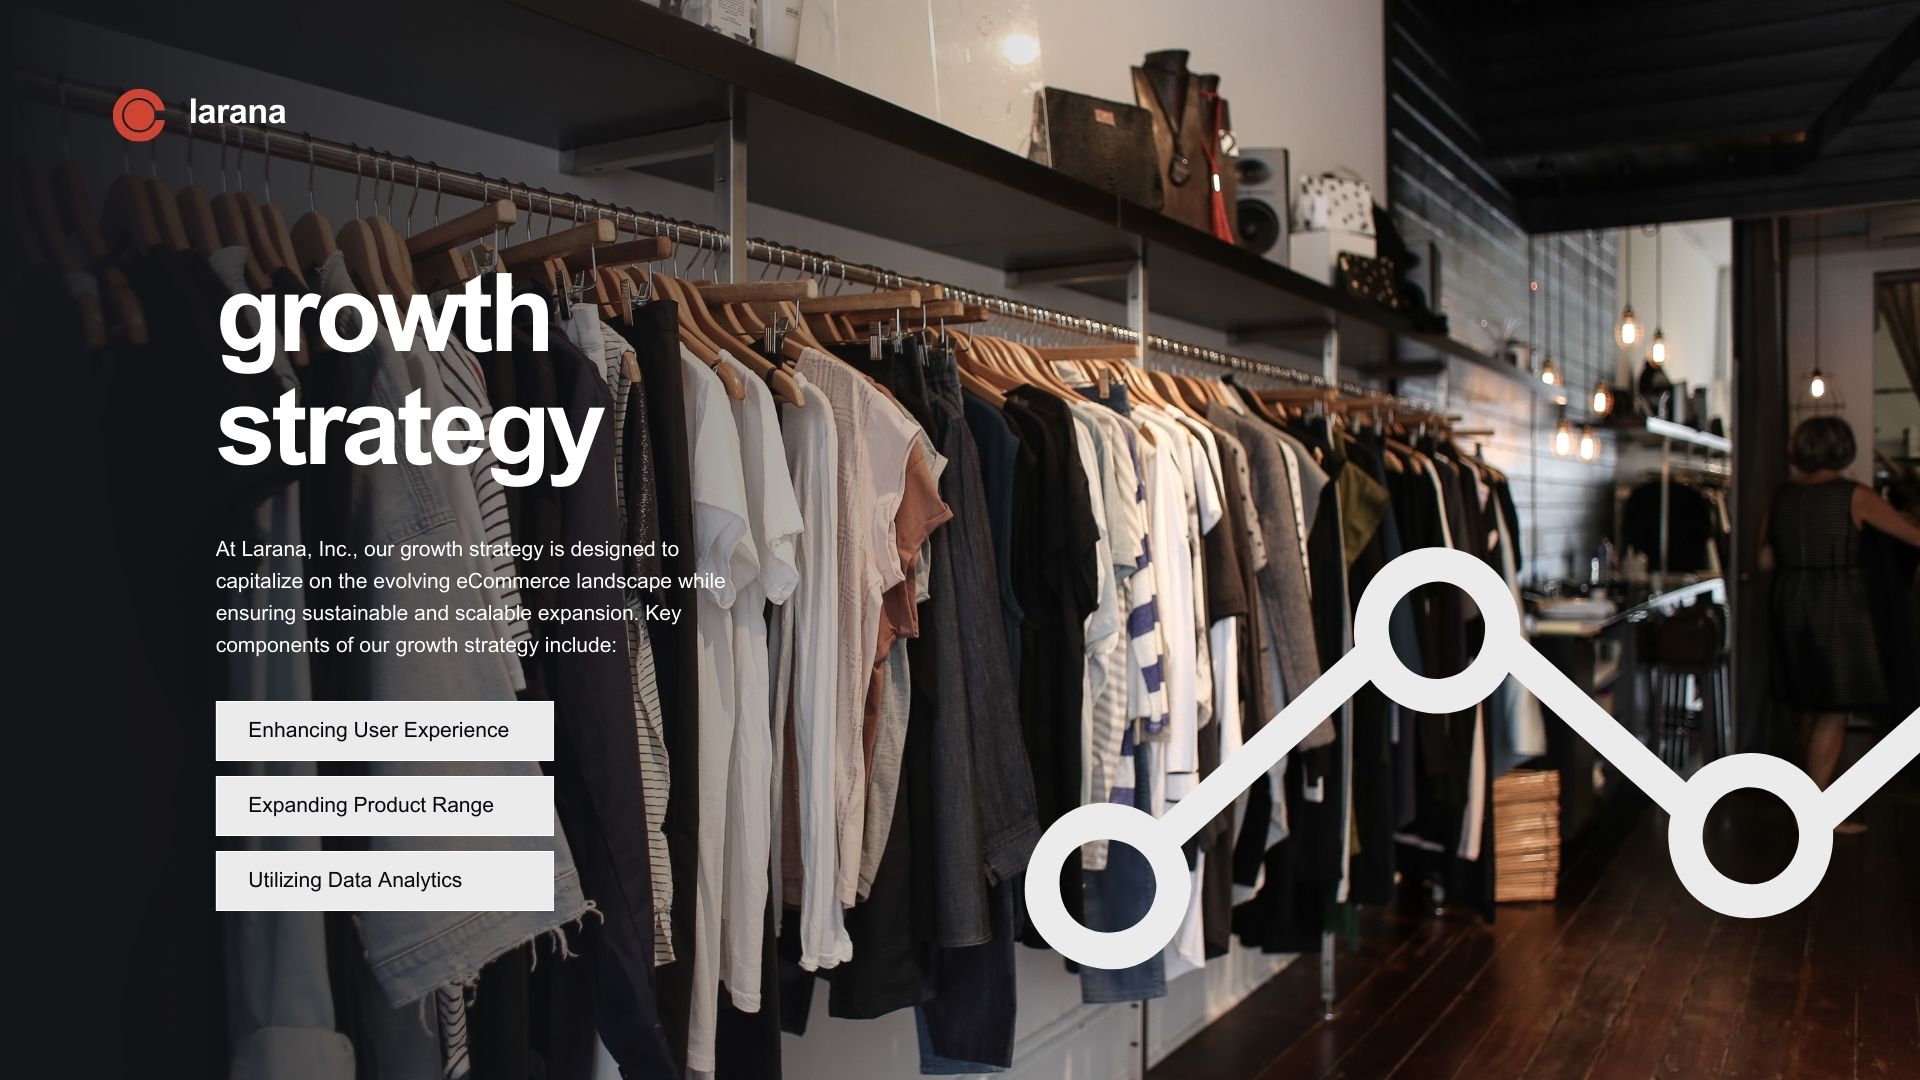 larana
growth
strategy
At Larana, Inc., our growth strategy is designed to
capitalize on the evolving eCommerce landscape while
ensuring sustainable and scalable expansion. Key
components of our growth strategy include:
Enhancing User Experience
Expanding Product Range
Utilizing Data Analytics